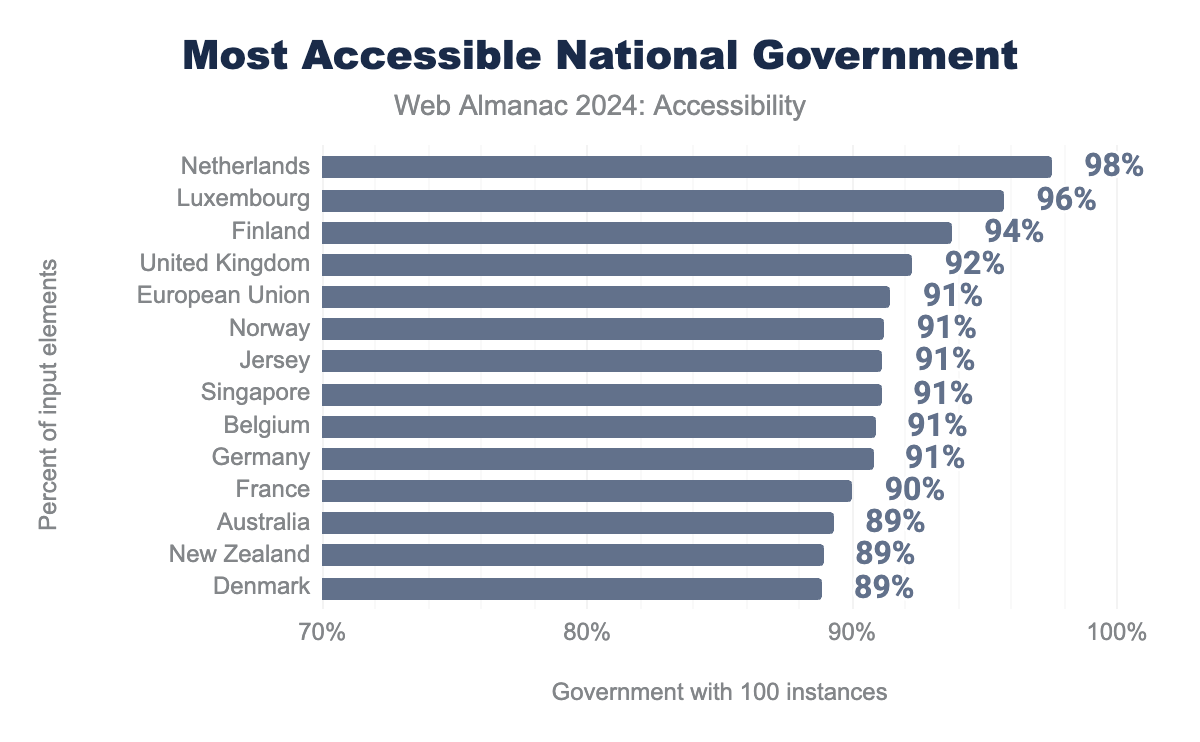 Most Accessible National Government
Web Almanac 2024: Accessibility
Percent of input elements
Netherlands 98%
Luxembourg 96%
Finland 94%
United Kingdom 92%
European Union 91%
Norway 91%
Jersey 91%
Singapore 91%
Belgium 91%
Germany 91%
France 90%
Australia 89%
New Zealand 89%
Denmark 89%
70% 80% 90% 100%
Government with 100 instances